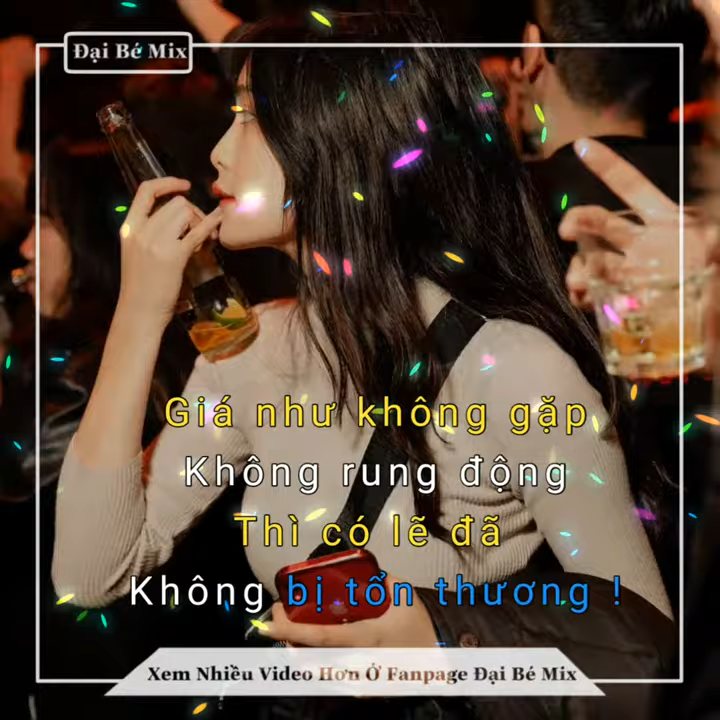 Đại Bé Mix
Giá như không gặp
Không rung động
Thì có lẽ đã
Không bị tổn thương !
Xem Nhiều Video Hơn Ở Fanpage Đại Bé Mix